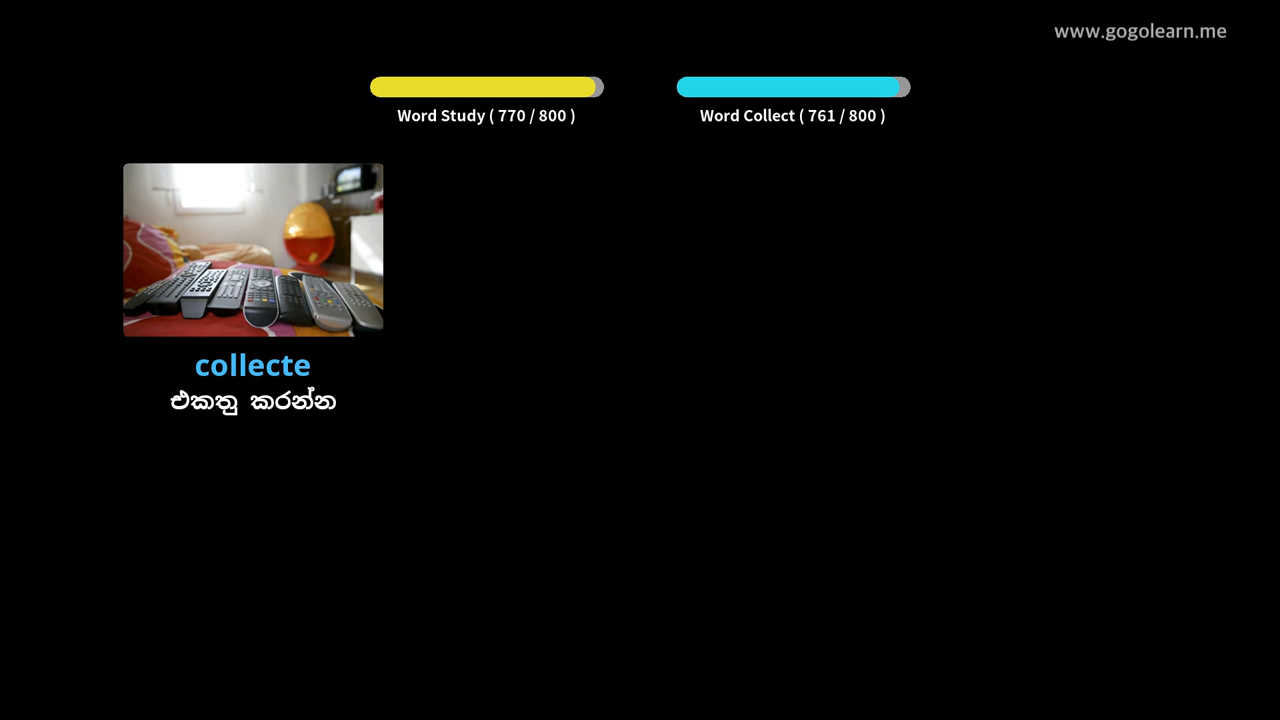 www.gogolearn.me
Word Study ( 770 / 800 )
Word Collect ( 761 / 800 )
collecte
එකතු කරන්න